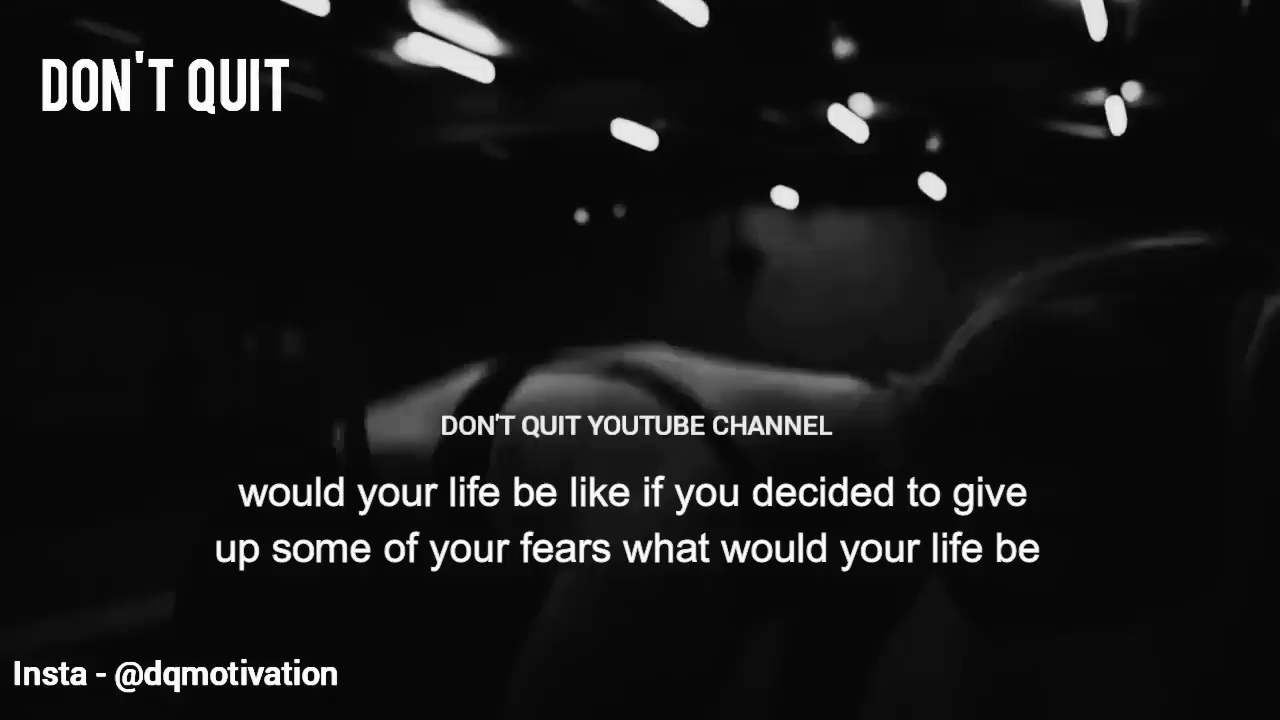 DON'T QUIT
DON'T QUIT YOUTUBE CHANNEL
would your life be like if you decided to give
up some of your fears what would your life be
Insta - @dqmotivation